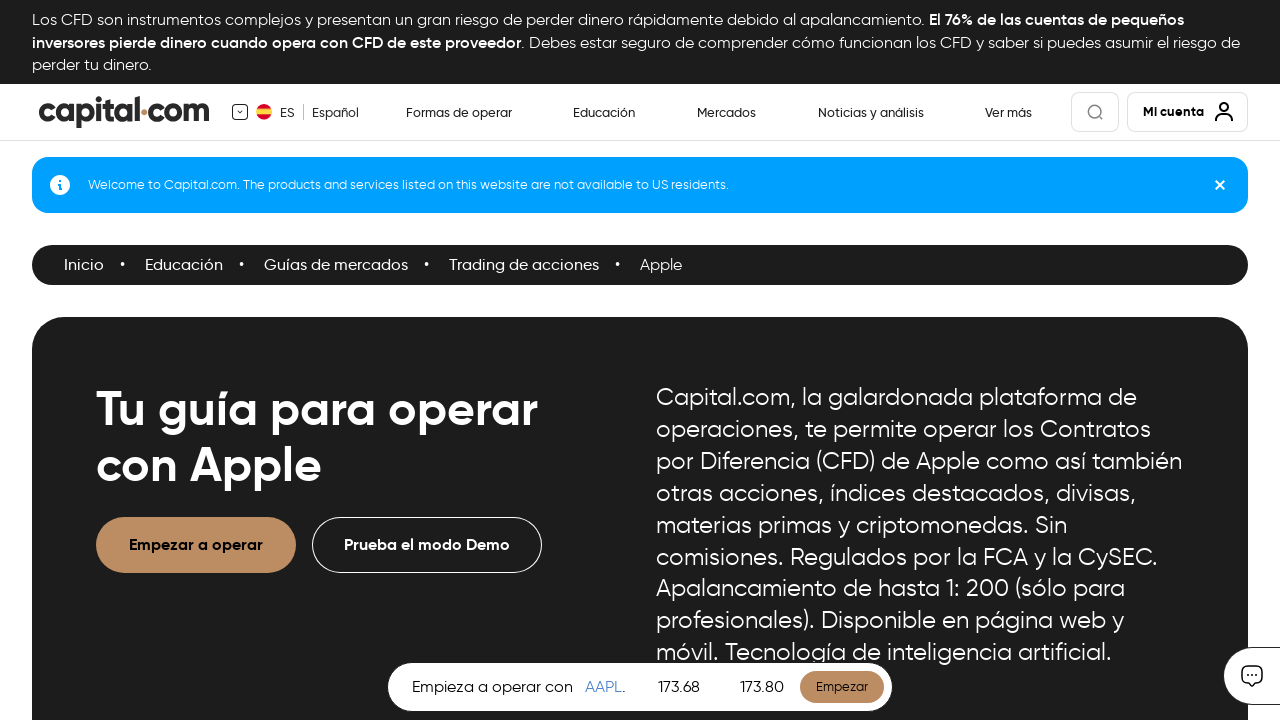 Los CFD son instrumentos complejos y presentan un gran riesgo de perder dinero rápidamente debido al apalancamiento. El 76% de las cuentas de pequeños
inversores pierde dinero cuando opera con CFD de este proveedor. Debes estar seguro de comprender cómo funcionan los CFD y saber si puedes asumir el riesgo de
perder tu dinero.
capital.com ES Español Formas de operar Educación Mercados Noticias y análisis Ver más Mi cuenta
Welcome to Capital.com. The products and services listed on this website are not available to US residents.
Inicio • Educación • Guías de mercados • Trading de acciones • Apple
Tu guía para operar
con Apple
Empezar a operar Prueba el modo Demo
Capital.com, la galardonada plataforma de
operaciones, te permite operar los Contratos
por Diferencia (CFD) de Apple como así también
otras acciones, índices destacados, divisas,
materias primas y criptomonedas. Sin
comisiones. Regulados por la FCA y la CySEC.
Apalancamiento de hasta 1: 200 (sólo para
profesionales). Disponible en página web y
móvil. Tecnología de inteligencia artificial.
Empieza a operar con AAPL. 173.68 173.80 Empezar